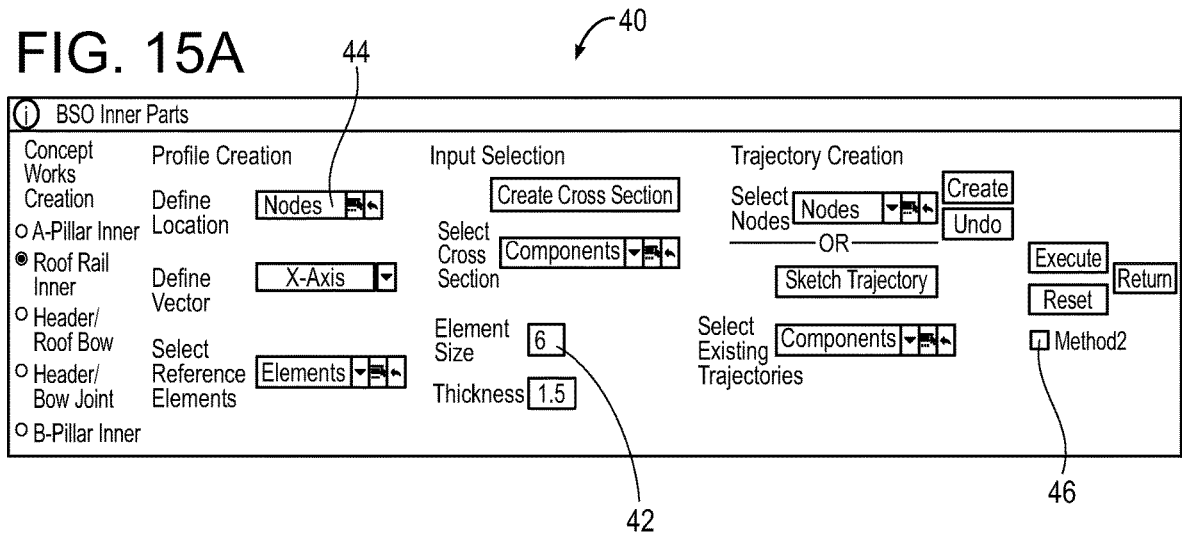 FIG. 15A
40
44
i BSO Inner Parts
Concept
Works
Creation
A-Pillar Inner
Roof Rail
Inner
Header/
Roof Bow
Header/
Bow Joint
B-Pillar Inner
Profile Creation
Define
Location
Nodes
Define
Vector
X-Axis
Select
Reference
Elements
Elements
Input Selection
Create Cross Section
Select
Cross
Section
Components
Element
Size
6
Thickness
1.5
Trajectory Creation
Select
Nodes
Nodes
Create
Undo
OR
Sketch Trajectory
Select
Existing
Trajectories
Components
Execute
Reset
Return
Method2
42
46